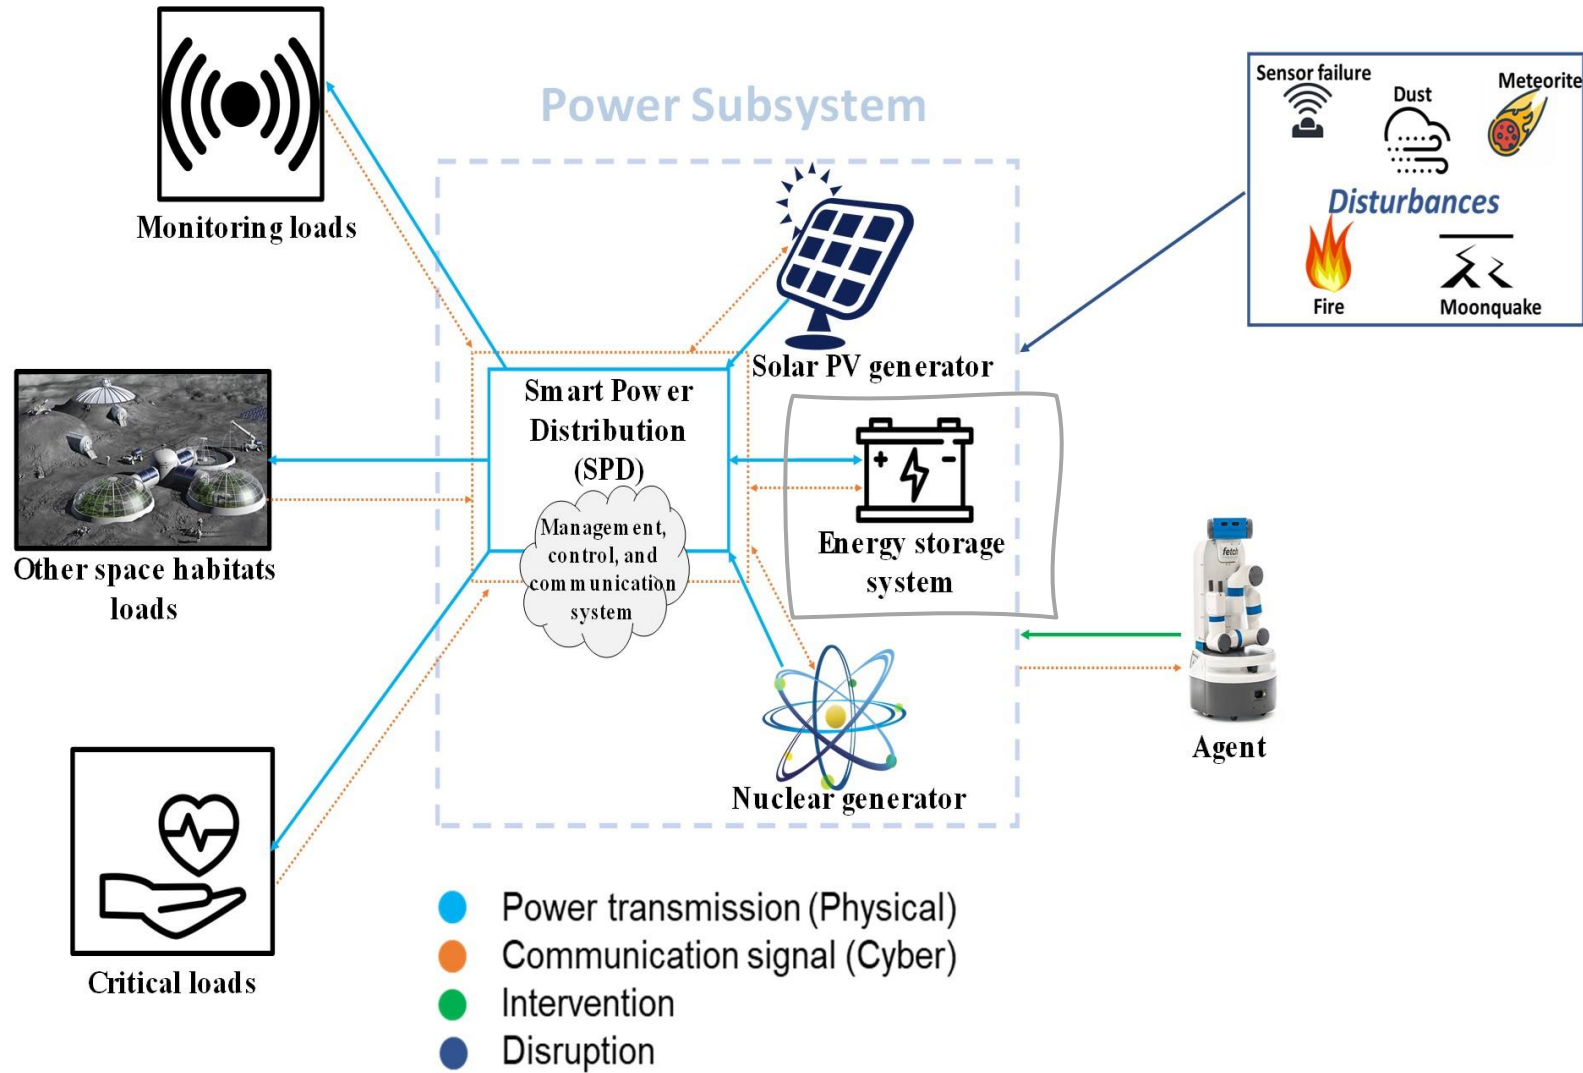 Power Subsystem
Monitoring loads
Sensor failure
Dust
Meteorite
Disturbances
Fire
Moonquake
Solar PV generator
Smart Power
Distribution
(SPD)
Management,
control, and
communication
system
Energy storage
system
Other space habitats
loads
fetch
Agent
Nuclear generator
Critical loads
Power transmission (Physical)
Communication signal (Cyber)
Intervention
Disruption